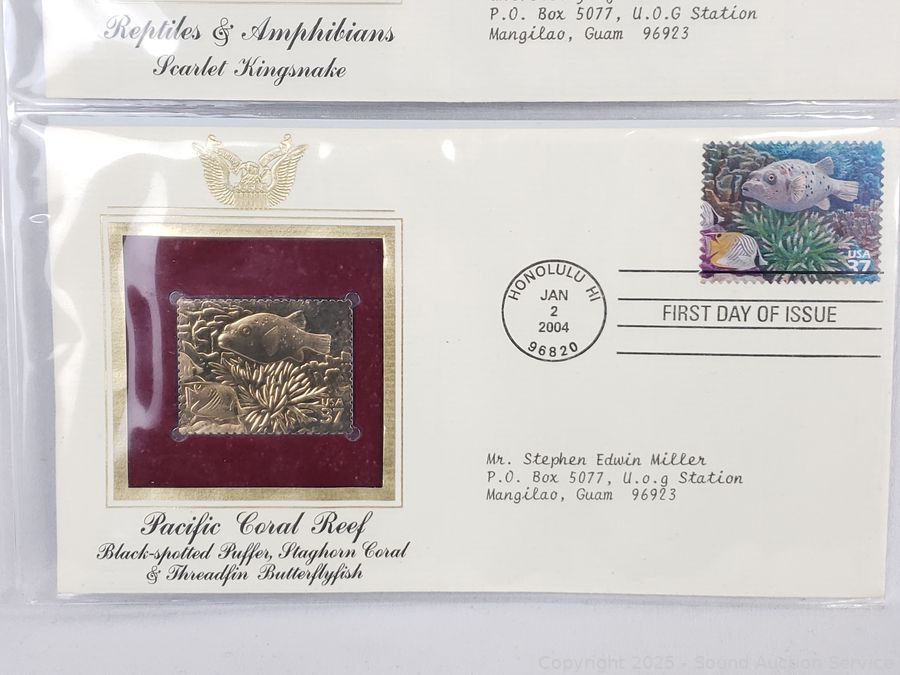 P.O. Box 5077, U.O.G Station
Mangilao, Guam 96923
Reptiles & Amphibians
Scarlet Kingsnake
USA
37
HONOLULU HI
JAN
2
2004
96820
FIRST DAY OF ISSUE
USA
37
Mr. Stephen Edwin Miller
P.O. Box 5077, U.o.g Station
Mangilao, Guam 96923
Pacific Coral Reef
Black-spotted Puffer, Staghorn Coral
& Threadfin Butterflyfish
Copyright 2025 - Sound Auction Service